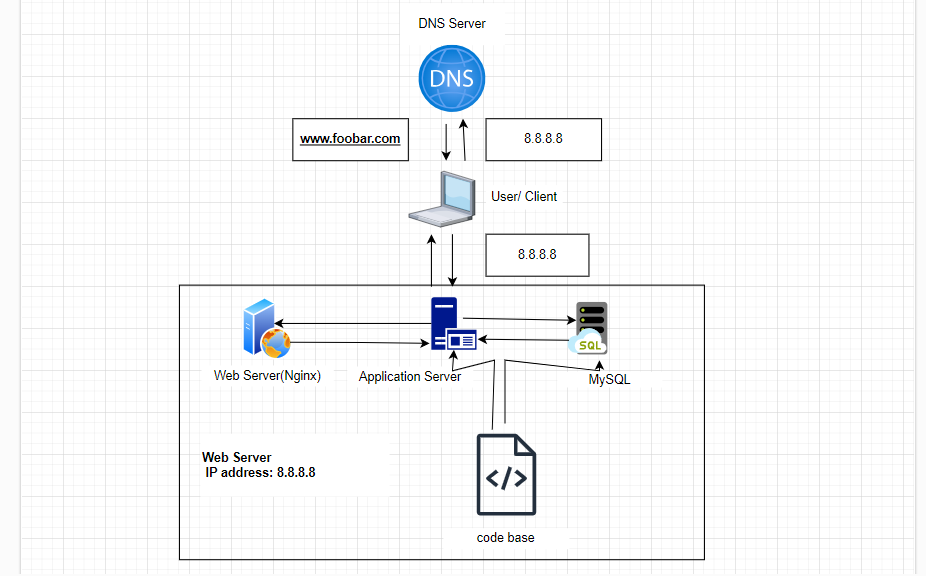 DNS Server
DNS
www.foobar.com
8.8.8.8
User/ Client
8.8.8.8
SQL
Web Server(Nginx)
Application Server
MySQL
Web Server
IP address: 8.8.8.8
</>
code base